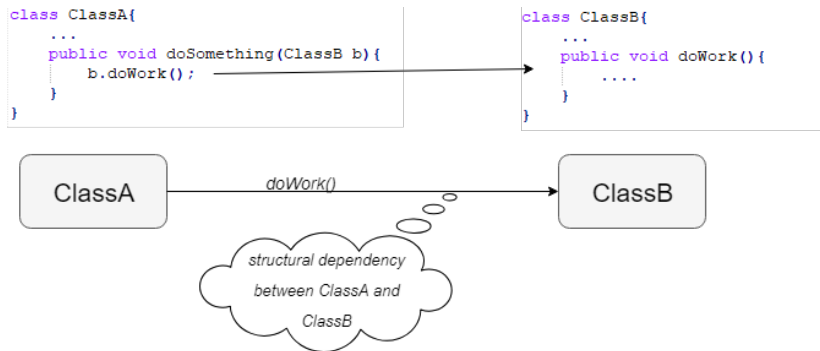 class ClassA{
...
public void doSomething(ClassB b){
b.doWork();
}
}
class ClassB{
...
public void doWork(){
....
}
}
ClassA
doWork()
ClassB
structural dependency
between ClassA and
ClassB